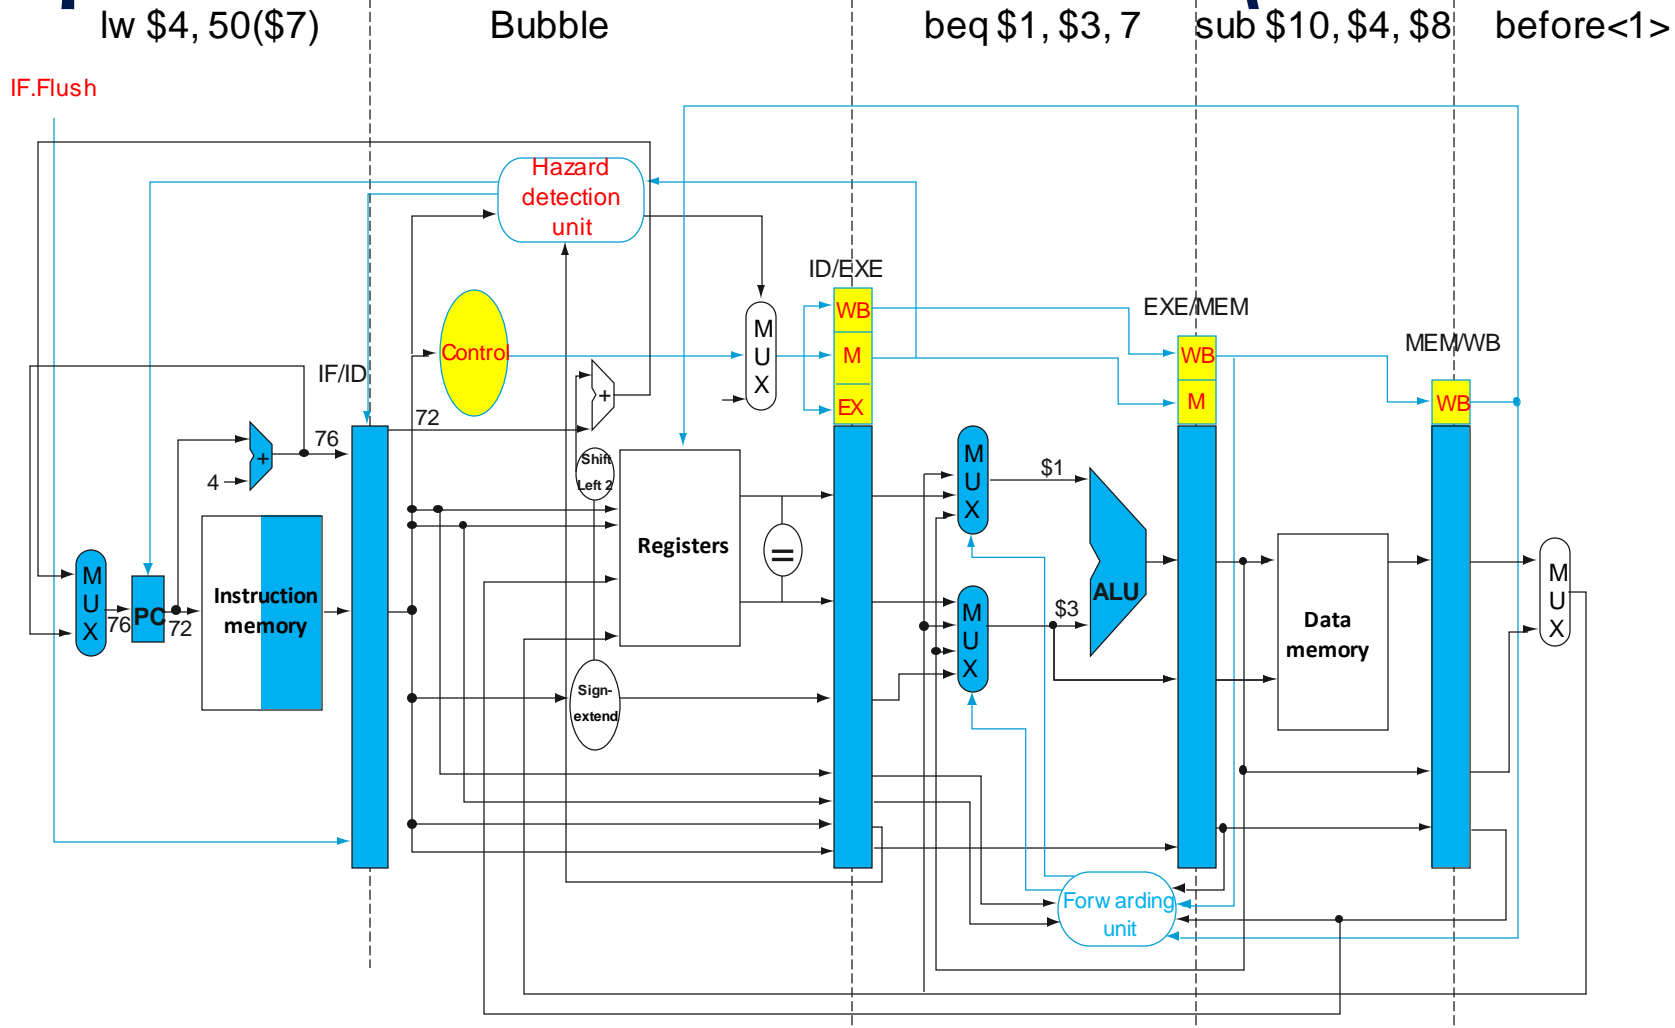 lw $4, 50($7)
Bubble
beq $1, $3, 7
sub $10, $4, $8
before<1>
IF.Flush
Hazard
detection
unit
ID/EXE
WB
M
EX
EXE/MEM
WB
M
MEM/WB
WB
Control
M
U
X
IF/ID
72
+
76
+
4
Shift
Left 2
M
U
X
$1
Registers
=
M
U
X
76
PC
72
Instruction
memory
M
U
X
$3
ALU
Data
memory
M
U
X
Sign-
extend
Forwarding
unit